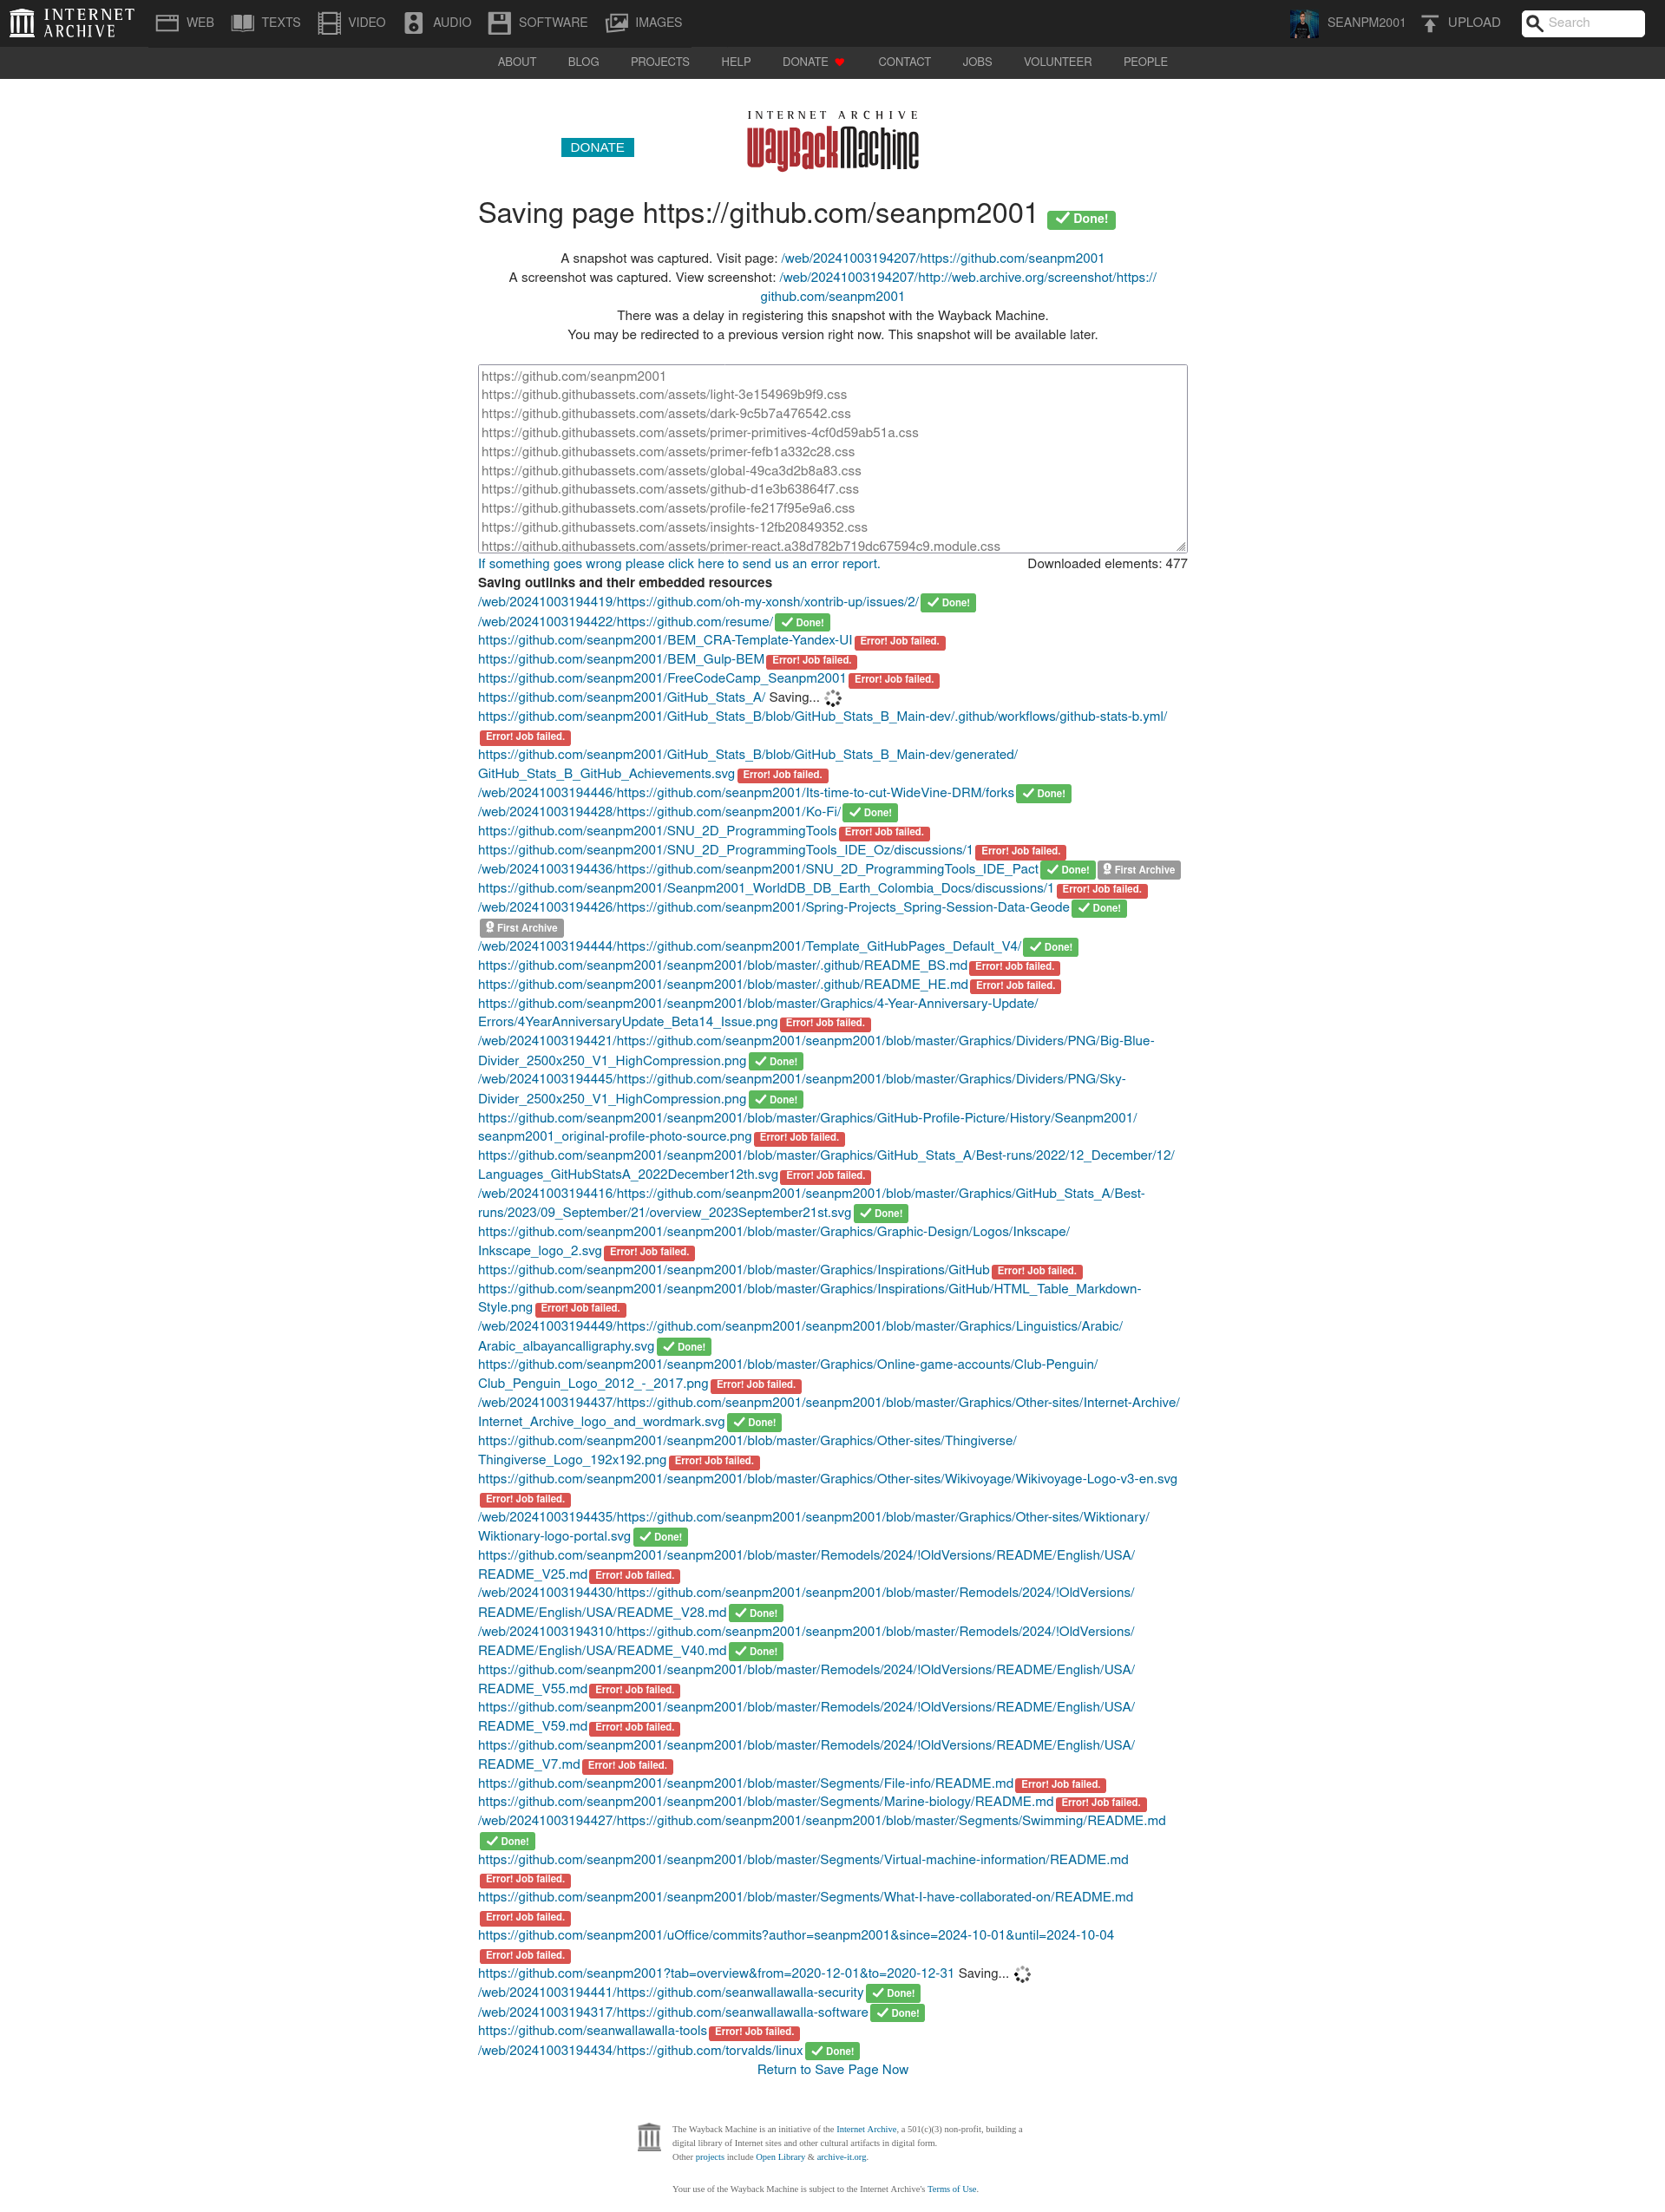 INTERNET ARCHIVE
WEB TEXTS VIDEO AUDIO SOFTWARE IMAGES SEANPM2001 UPLOAD Search
ABOUT BLOG PROJECTS HELP DONATE CONTACT JOBS VOLUNTEER PEOPLE
INTERNET ARCHIVE
DONATE WayBackMachine
Saving page https://github.com/seanpm2001 Done!
A snapshot was captured. Visit page: /web/20241003194207/https://github.com/seanpm2001
A screenshot was captured. View screenshot: /web/20241003194207/http://web.archive.org/screenshot/https://
github.com/seanpm2001
There was a delay in registering this snapshot with the Wayback Machine.
You may be redirected to a previous version right now. This snapshot will be available later.
https://github.com/seanpm2001
https://github.githubassets.com/assets/light-3e154969b9f9.css
https://github.githubassets.com/assets/dark-9c5b7a476542.css
https://github.githubassets.com/assets/primer-primitives-4cf0d59ab51a.css
https://github.githubassets.com/assets/primer-fefb1a332c28.css
https://github.githubassets.com/assets/global-49ca3d2b8a83.css
https://github.githubassets.com/assets/github-d1e3b63864f7.css
https://github.githubassets.com/assets/profile-fe217f95e9a6.css
https://github.githubassets.com/assets/insights-12fb20849352.css
https://github.githubassets.com/assets/primer-react.a38d782b719dc67594c9.module.css
If something goes wrong please click here to send us an error report. Downloaded elements: 477
Saving outlinks and their embedded resources
/web/20241003194419/https://github.com/oh-my-xonsh/xontrib-up/issues/2/ Done!
/web/20241003194422/https://github.com/resume/ Done!
https://github.com/seanpm2001/BEM_CRA-Template-Yandex-UI Error! Job failed.
https://github.com/seanpm2001/BEM_Gulp-BEM Error! Job failed.
https://github.com/seanpm2001/FreeCodeCamp_Seanpm2001 Error! Job failed.
https://github.com/seanpm2001/GitHub_Stats_A/ Saving...
https://github.com/seanpm2001/GitHub_Stats_B/blob/GitHub_Stats_B_Main-dev/.github/workflows/github-stats-b.yml/
Error! Job failed.
https://github.com/seanpm2001/GitHub_Stats_B/blob/GitHub_Stats_B_Main-dev/generated/
GitHub_Stats_B_GitHub_Achievements.svg Error! Job failed.
/web/20241003194446/https://github.com/seanpm2001/Its-time-to-cut-WideVine-DRM/forks Done!
/web/20241003194428/https://github.com/seanpm2001/Ko-Fi/ Done!
https://github.com/seanpm2001/SNU_2D_ProgrammingTools Error! Job failed.
https://github.com/seanpm2001/SNU_2D_ProgrammingTools_IDE_Oz/discussions/1 Error! Job failed.
/web/20241003194436/https://github.com/seanpm2001/SNU_2D_ProgrammingTools_IDE_Pact Done! First Archive
https://github.com/seanpm2001/Seanpm2001_WorldDB_DB_Earth_Colombia_Docs/discussions/1 Error! Job failed.
/web/20241003194426/https://github.com/seanpm2001/Spring-Projects_Spring-Session-Data-Geode Done!
First Archive
/web/20241003194444/https://github.com/seanpm2001/Template_GitHubPages_Default_V4/ Done!
https://github.com/seanpm2001/seanpm2001/blob/master/.github/README_BS.md Error! Job failed.
https://github.com/seanpm2001/seanpm2001/blob/master/.github/README_HE.md Error! Job failed.
https://github.com/seanpm2001/seanpm2001/blob/master/Graphics/4-Year-Anniversary-Update/
Errors/4YearAnniversaryUpdate_Beta14_Issue.png Error! Job failed.
/web/20241003194421/https://github.com/seanpm2001/seanpm2001/blob/master/Graphics/Dividers/PNG/Big-Blue-
Divider_2500x250_V1_HighCompression.png Done!
/web/20241003194445/https://github.com/seanpm2001/seanpm2001/blob/master/Graphics/Dividers/PNG/Sky-
Divider_2500x250_V1_HighCompression.png Done!
https://github.com/seanpm2001/seanpm2001/blob/master/Graphics/GitHub-Profile-Picture/History/Seanpm2001/
seanpm2001_original-profile-photo-source.png Error! Job failed.
https://github.com/seanpm2001/seanpm2001/blob/master/Graphics/GitHub_Stats_A/Best-runs/2022/12_December/12/
Languages_GitHubStatsA_2022December12th.svg Error! Job failed.
/web/20241003194416/https://github.com/seanpm2001/seanpm2001/blob/master/Graphics/GitHub_Stats_A/Best-
runs/2023/09_September/21/overview_2023September21st.svg Done!
https://github.com/seanpm2001/seanpm2001/blob/master/Graphics/Graphic-Design/Logos/Inkscape/
Inkscape_logo_2.svg Error! Job failed.
https://github.com/seanpm2001/seanpm2001/blob/master/Graphics/Inspirations/GitHub Error! Job failed.
https://github.com/seanpm2001/seanpm2001/blob/master/Graphics/Inspirations/GitHub/HTML_Table_Markdown-
Style.png Error! Job failed.
/web/20241003194449/https://github.com/seanpm2001/seanpm2001/blob/master/Graphics/Linguistics/Arabic/
Arabic_albayancalligraphy.svg Done!
https://github.com/seanpm2001/seanpm2001/blob/master/Graphics/Online-game-accounts/Club-Penguin/
Club_Penguin_Logo_2012_-_2017.png Error! Job failed.
/web/20241003194437/https://github.com/seanpm2001/seanpm2001/blob/master/Graphics/Other-sites/Internet-Archive/
Internet_Archive_logo_and_wordmark.svg Done!
https://github.com/seanpm2001/seanpm2001/blob/master/Graphics/Other-sites/Thingiverse/
Thingiverse_Logo_192x192.png Error! Job failed.
https://github.com/seanpm2001/seanpm2001/blob/master/Graphics/Other-sites/Wikivoyage/Wikivoyage-Logo-v3-en.svg
Error! Job failed.
/web/20241003194435/https://github.com/seanpm2001/seanpm2001/blob/master/Graphics/Other-sites/Wiktionary/
Wiktionary-logo-portal.svg Done!
https://github.com/seanpm2001/seanpm2001/blob/master/Remodels/2024/!OldVersions/README/English/USA/
README_V25.md Error! Job failed.
/web/20241003194430/https://github.com/seanpm2001/seanpm2001/blob/master/Remodels/2024/!OldVersions/
README/English/USA/README_V28.md Done!
/web/20241003194310/https://github.com/seanpm2001/seanpm2001/blob/master/Remodels/2024/!OldVersions/
README/English/USA/README_V40.md Done!
https://github.com/seanpm2001/seanpm2001/blob/master/Remodels/2024/!OldVersions/README/English/USA/
README_V55.md Error! Job failed.
https://github.com/seanpm2001/seanpm2001/blob/master/Remodels/2024/!OldVersions/README/English/USA/
README_V59.md Error! Job failed.
https://github.com/seanpm2001/seanpm2001/blob/master/Remodels/2024/!OldVersions/README/English/USA/
README_V7.md Error! Job failed.
https://github.com/seanpm2001/seanpm2001/blob/master/Segments/File-info/README.md Error! Job failed.
https://github.com/seanpm2001/seanpm2001/blob/master/Segments/Marine-biology/README.md Error! Job failed.
/web/20241003194427/https://github.com/seanpm2001/seanpm2001/blob/master/Segments/Swimming/README.md
Done!
https://github.com/seanpm2001/seanpm2001/blob/master/Segments/Virtual-machine-information/README.md
Error! Job failed.
https://github.com/seanpm2001/seanpm2001/blob/master/Segments/What-I-have-collaborated-on/README.md
Error! Job failed.
https://github.com/seanpm2001/uOffice/commits?author=seanpm2001&since=2024-10-01&until=2024-10-04
Error! Job failed.
https://github.com/seanpm2001?tab=overview&from=2020-12-01&to=2020-12-31 Saving...
/web/20241003194441/https://github.com/seanwallawalla-security Done!
/web/20241003194317/https://github.com/seanwallawalla-software Done!
https://github.com/seanwallawalla-tools Error! Job failed.
/web/20241003194434/https://github.com/torvalds/linux Done!
Return to Save Page Now
The Wayback Machine is an initiative of the Internet Archive, a 501(c)(3) non-profit, building a
digital library of Internet sites and other cultural artifacts in digital form.
Other projects include Open Library & archive-it.org.
Your use of the Wayback Machine is subject to the Internet Archive's Terms of Use.